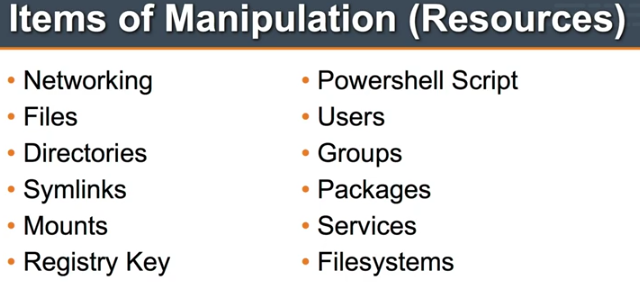 Items of Manipulation (Resources)
• Networking
• Files
• Directories
• Symlinks
• Mounts
• Registry Key
• Powershell Script
• Users
• Groups
• Packages
• Services
• Filesystems